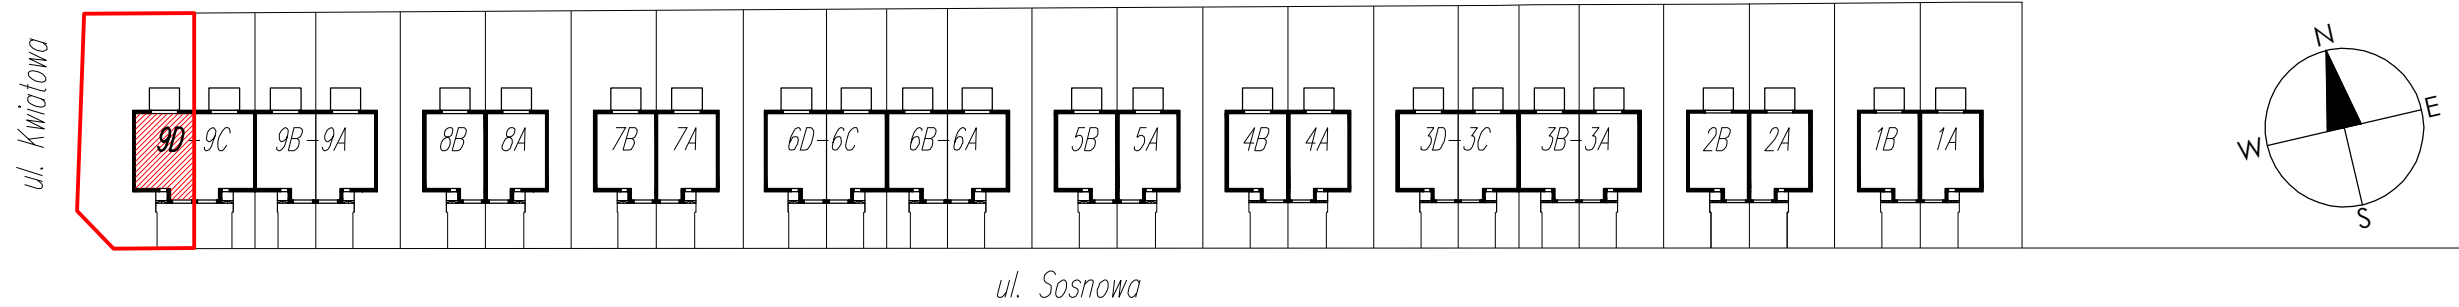 ul. Kwiatowa
9D-9C 9B-9A 8B 8A 7B 7A 6D-6C 6B-6A 5B 5A 4B 4A 3D-3C 3B-3A 2B 2A 1B 1A
N
E
W
S
ul. Sosnowa